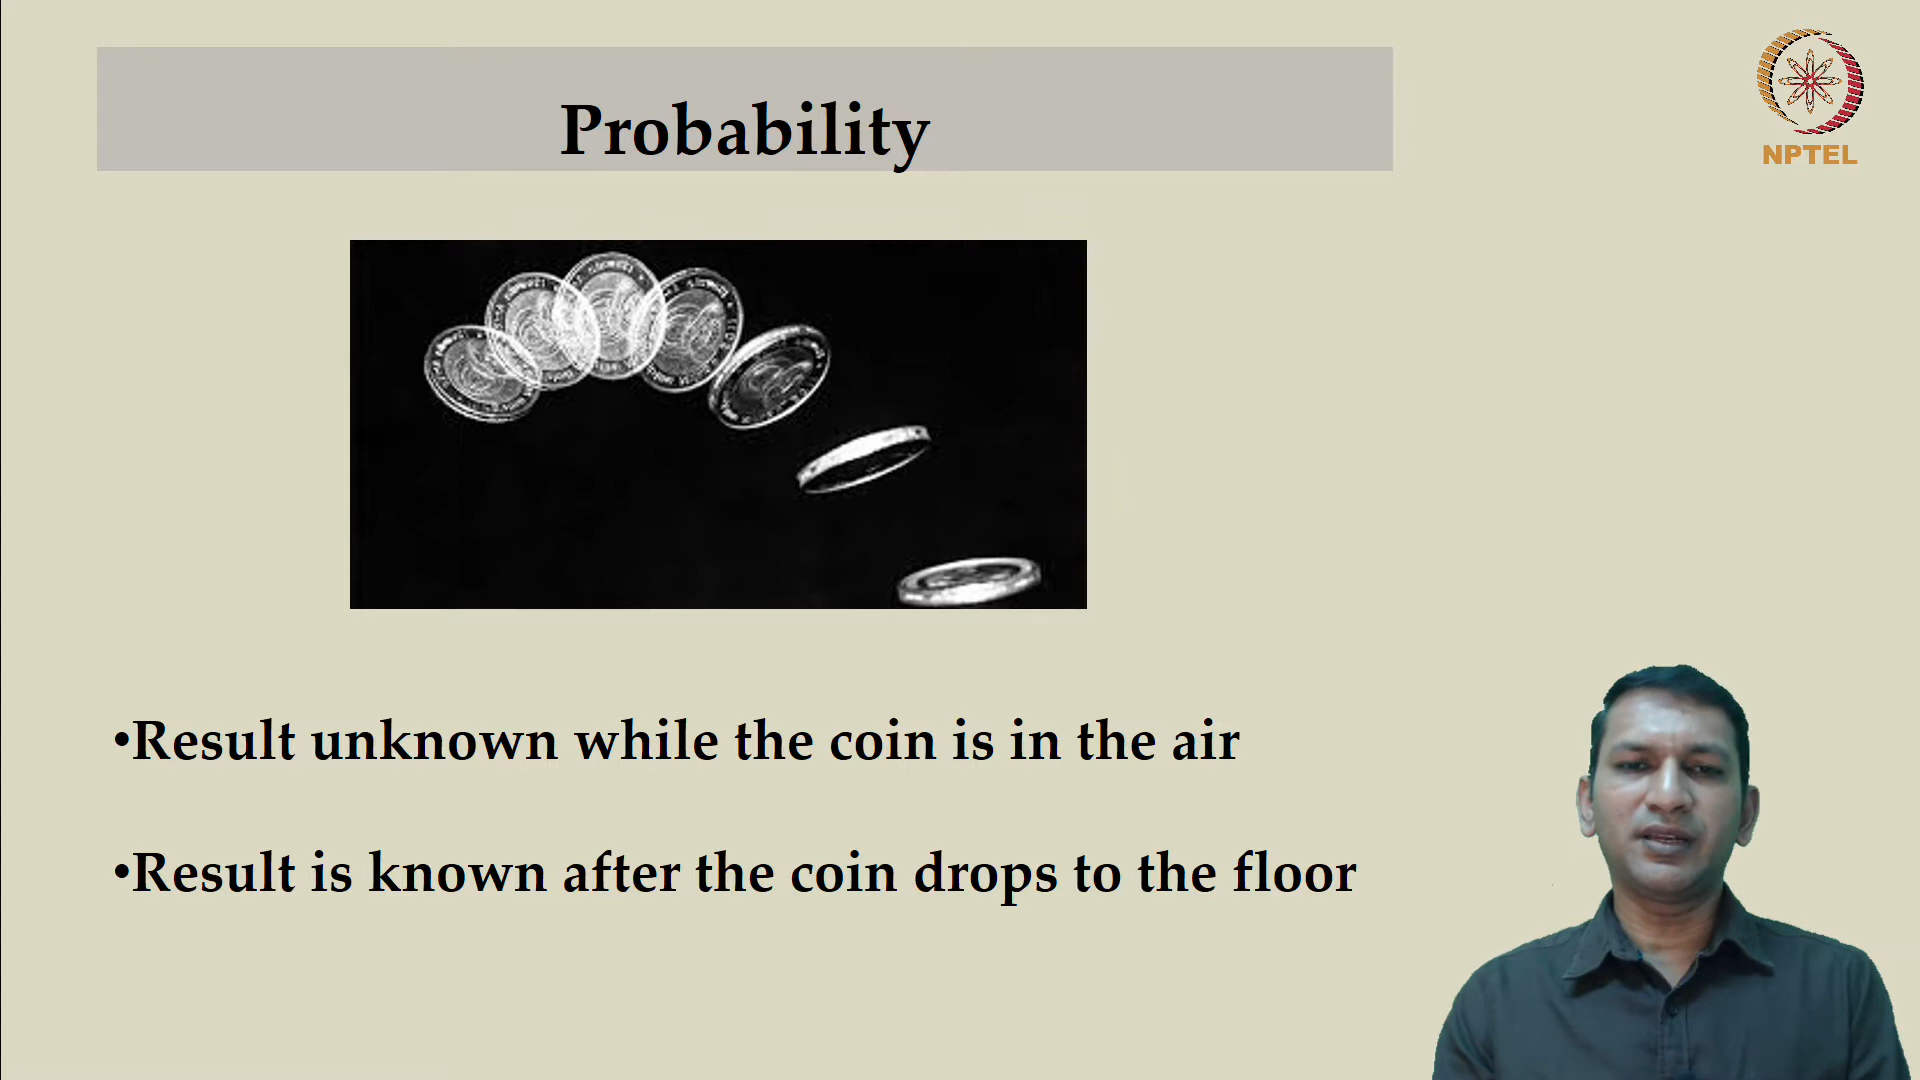 Probability
NPTEL
•Result unknown while the coin is in the air
•Result is known after the coin drops to the floor